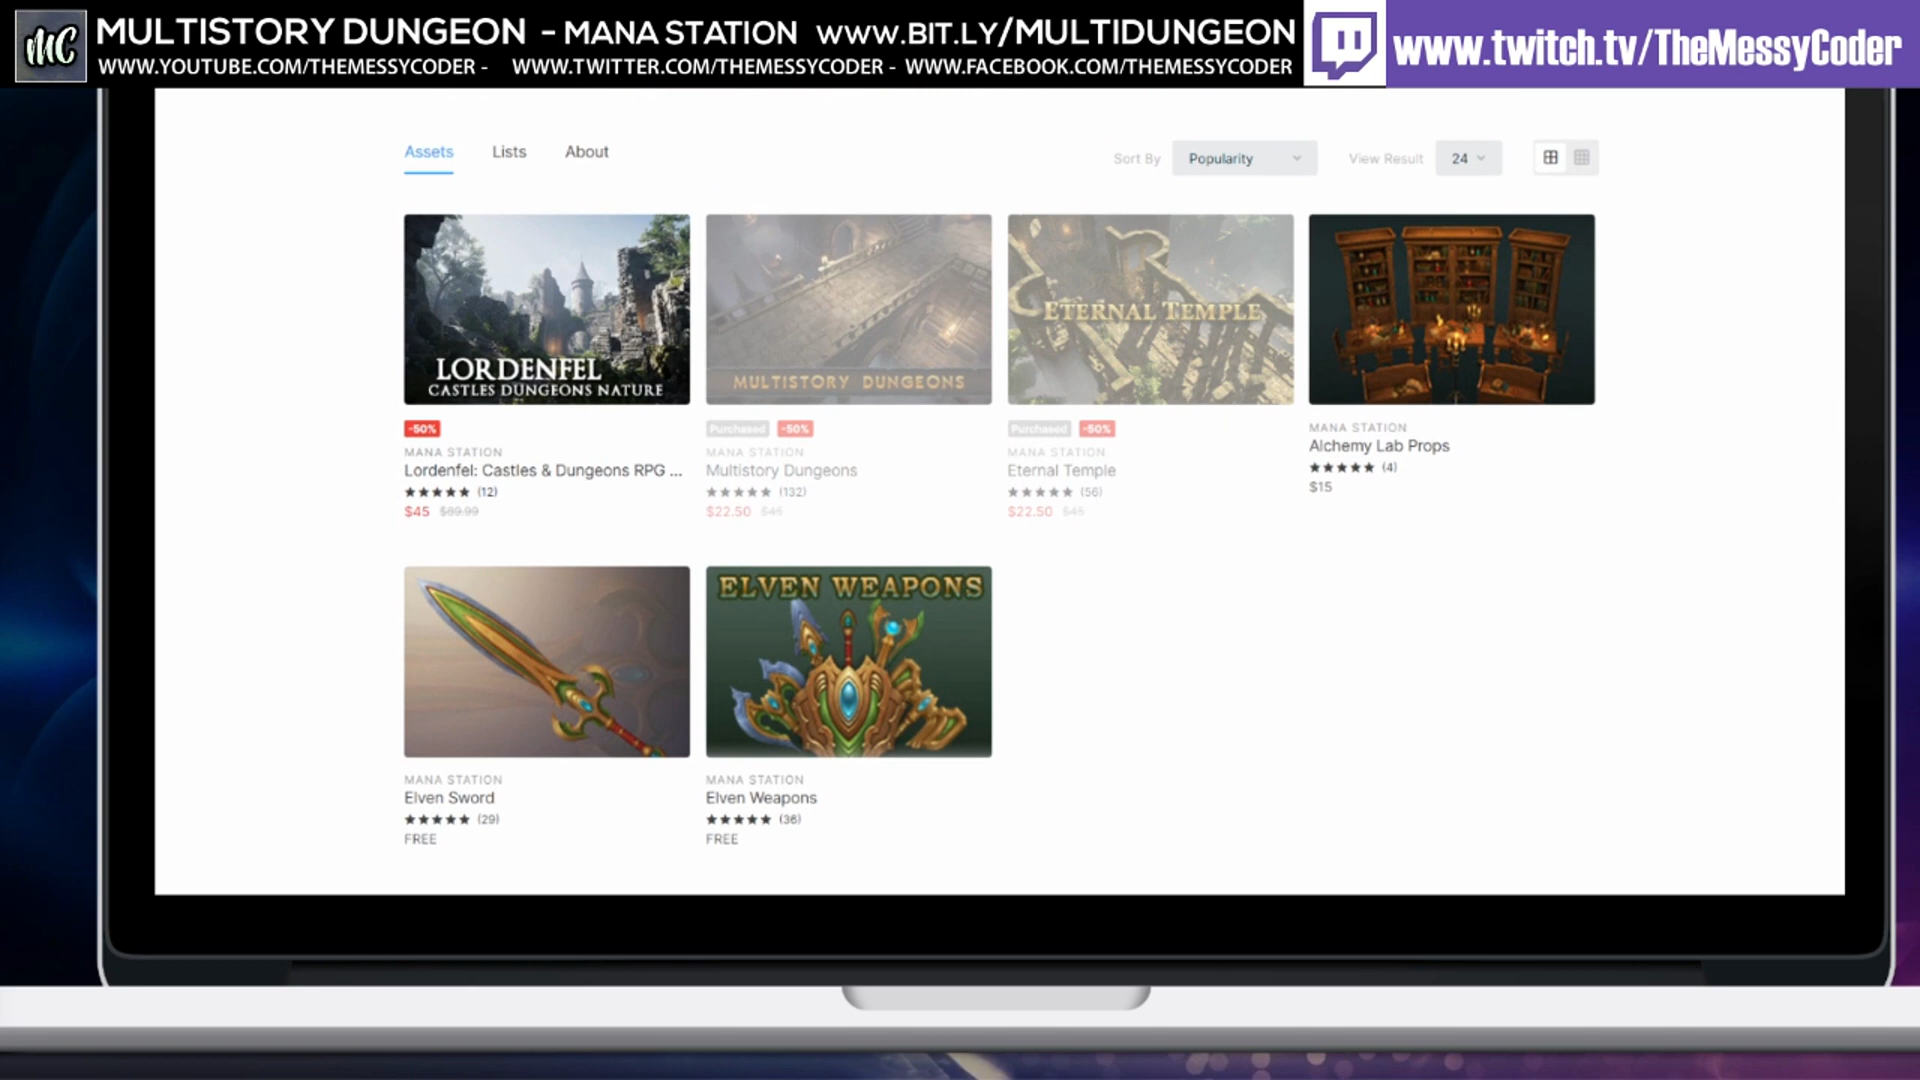 MC
MULTISTORY DUNGEON - MANA STATION WWW.BIT.LY/MULTIDUNGEON
WWW.YOUTUBE.COM/THEMESSYCODER - WWW.TWITTER.COM/THEMESSYCODER - WWW.FACEBOOK.COM/THEMESSYCODER
www.twitch.tv/TheMessyCoder
Assets Lists About
Sort By Popularity View Result 24
LORDENFEL
CASTLES DUNGEONS NATURE
MULTISTORY DUNGEONS
ETERNAL TEMPLE
-50%
MANA STATION
Lordenfel: Castles & Dungeons RPG ...
(12)
$45 $89.99
Purchased -50%
MANA STATION
Multistory Dungeons
(132)
$22.50 $45
Purchased -50%
MANA STATION
Eternal Temple
(56)
$22.50 $45
MANA STATION
Alchemy Lab Props
(4)
$15
ELVEN WEAPONS
MANA STATION
Elven Sword
(29)
FREE
MANA STATION
Elven Weapons
(36)
FREE